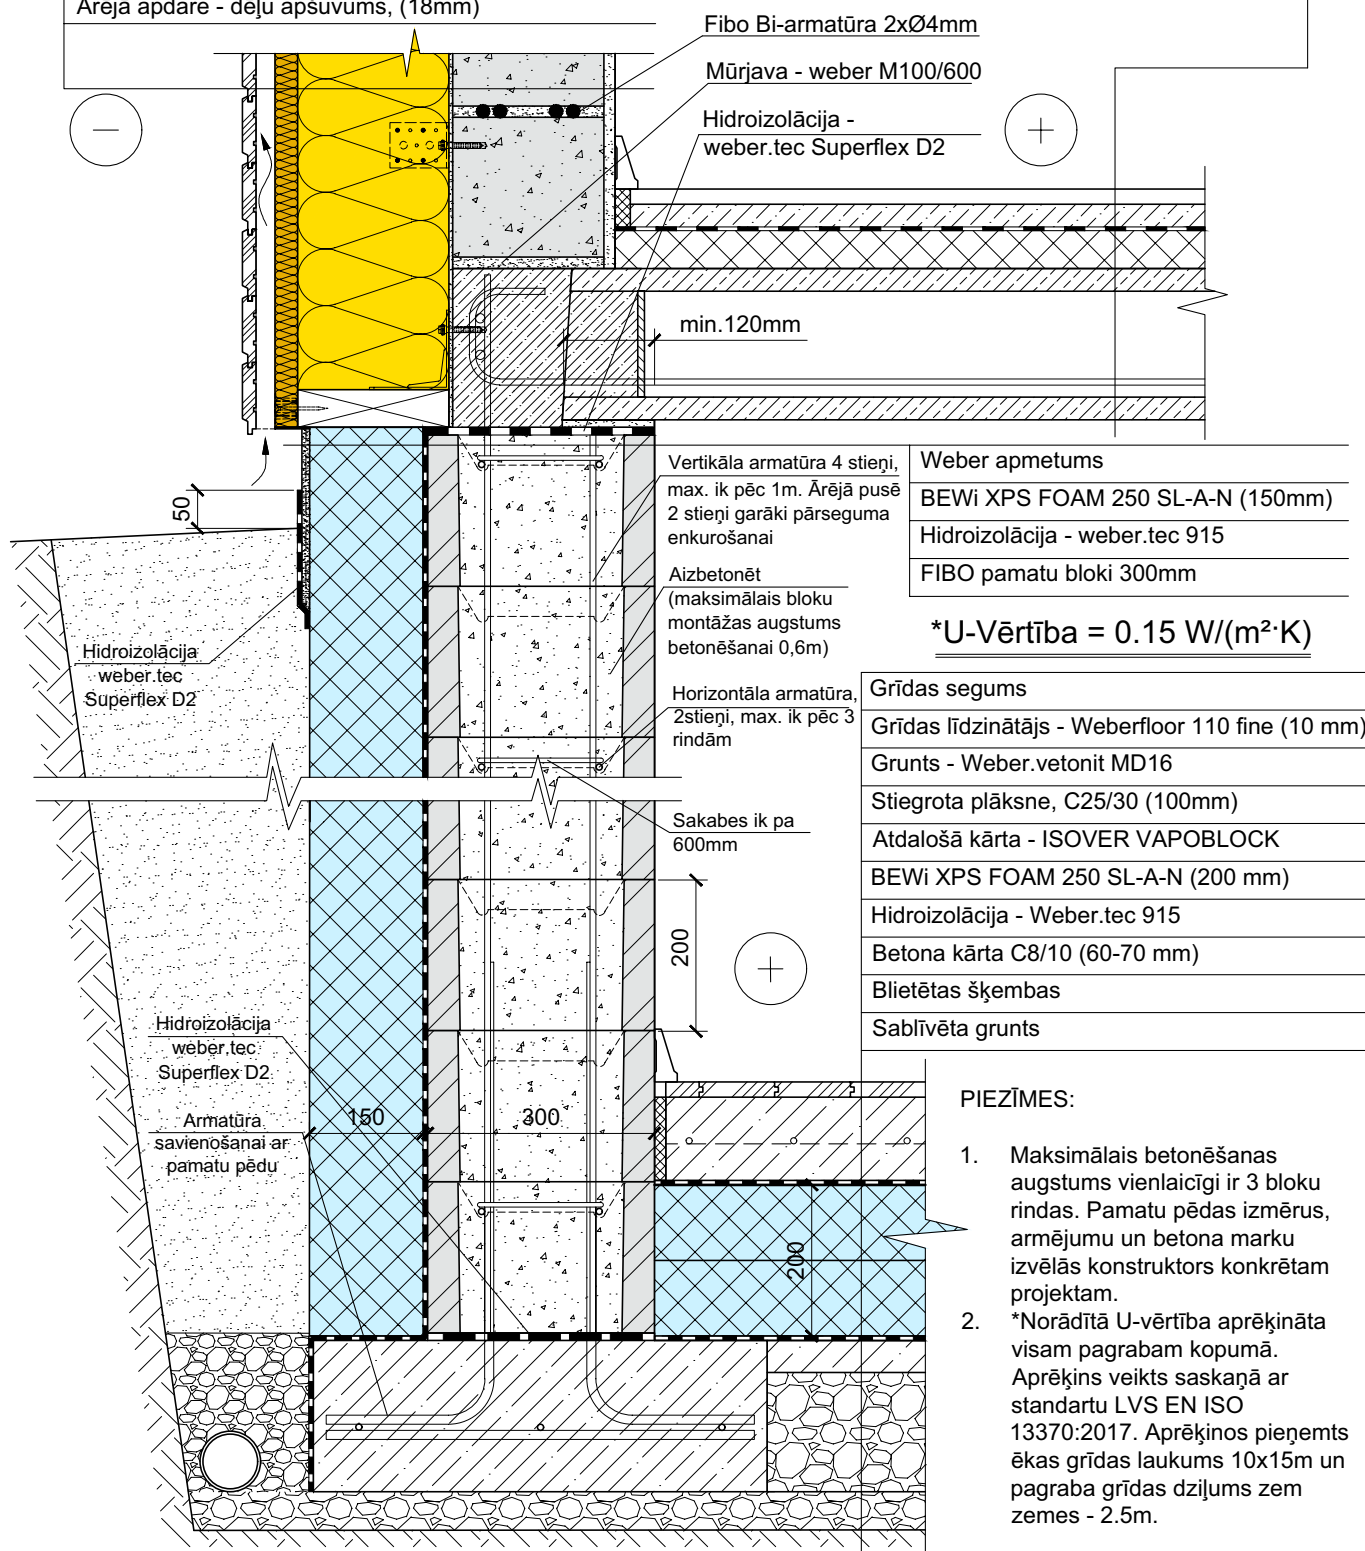 Ārējā apdare - dēļu apšuvums, (18mm)
Fibo Bi-armatūra 2xØ4mm
Mūrjava - weber M100/600
Hidroizolācija -
weber.tec Superflex D2
min.120mm
50
Vertikāla armatūra 4 stieņi,
max. ik pēc 1m. Ārējā pusē
2 stieņi garāki pārseguma
enkurošanai
Aizbetonēt
(maksimālais bloku
montāžas augstums
betonēšanai 0,6m)
Horizontāla armatūra,
2stieņi, max. ik pēc 3
rindām
Sakabes ik pa
600mm
Weber apmetums
BEWi XPS FOAM 250 SL-A-N (150mm)
Hidroizolācija - weber.tec 915
FIBO pamatu bloki 300mm
*U-Vērtība = 0.15 W/(m²·K)
Grīdas segums
Grīdas līdzinātājs - Weberfloor 110 fine (10 mm)
Grunts - Weber.vetonit MD16
Stiegrota plāksne, C25/30 (100mm)
Atdalošā kārta - ISOVER VAPOBLOCK
BEWi XPS FOAM 250 SL-A-N (200 mm)
Hidroizolācija - Weber.tec 915
Betona kārta C8/10 (60-70 mm)
Blietētas šķembas
Sablīvēta grunts
Hidroizolācija
weber.tec
Superflex D2
200
Hidroizolācija
weber.tec
Superflex D2
Armatūra
savienošanai ar
pamatu pēdu
150
300
200
PIEZĪMES:
1. Maksimālais betonēšanas
augstums vienlaicīgi ir 3 bloku
rindas. Pamatu pēdas izmērus,
armējumu un betona marku
izvēlās konstruktors konkrētam
projektam.
2. *Norādītā U-vērtība aprēķināta
visam pagrabam kopumā.
Aprēķins veikts saskaņā ar
standartu LVS EN ISO
13370:2017. Aprēķinos pieņemts
ēkas grīdas laukums 10x15m un
pagraba grīdas dziļums zem
zemes - 2.5m.